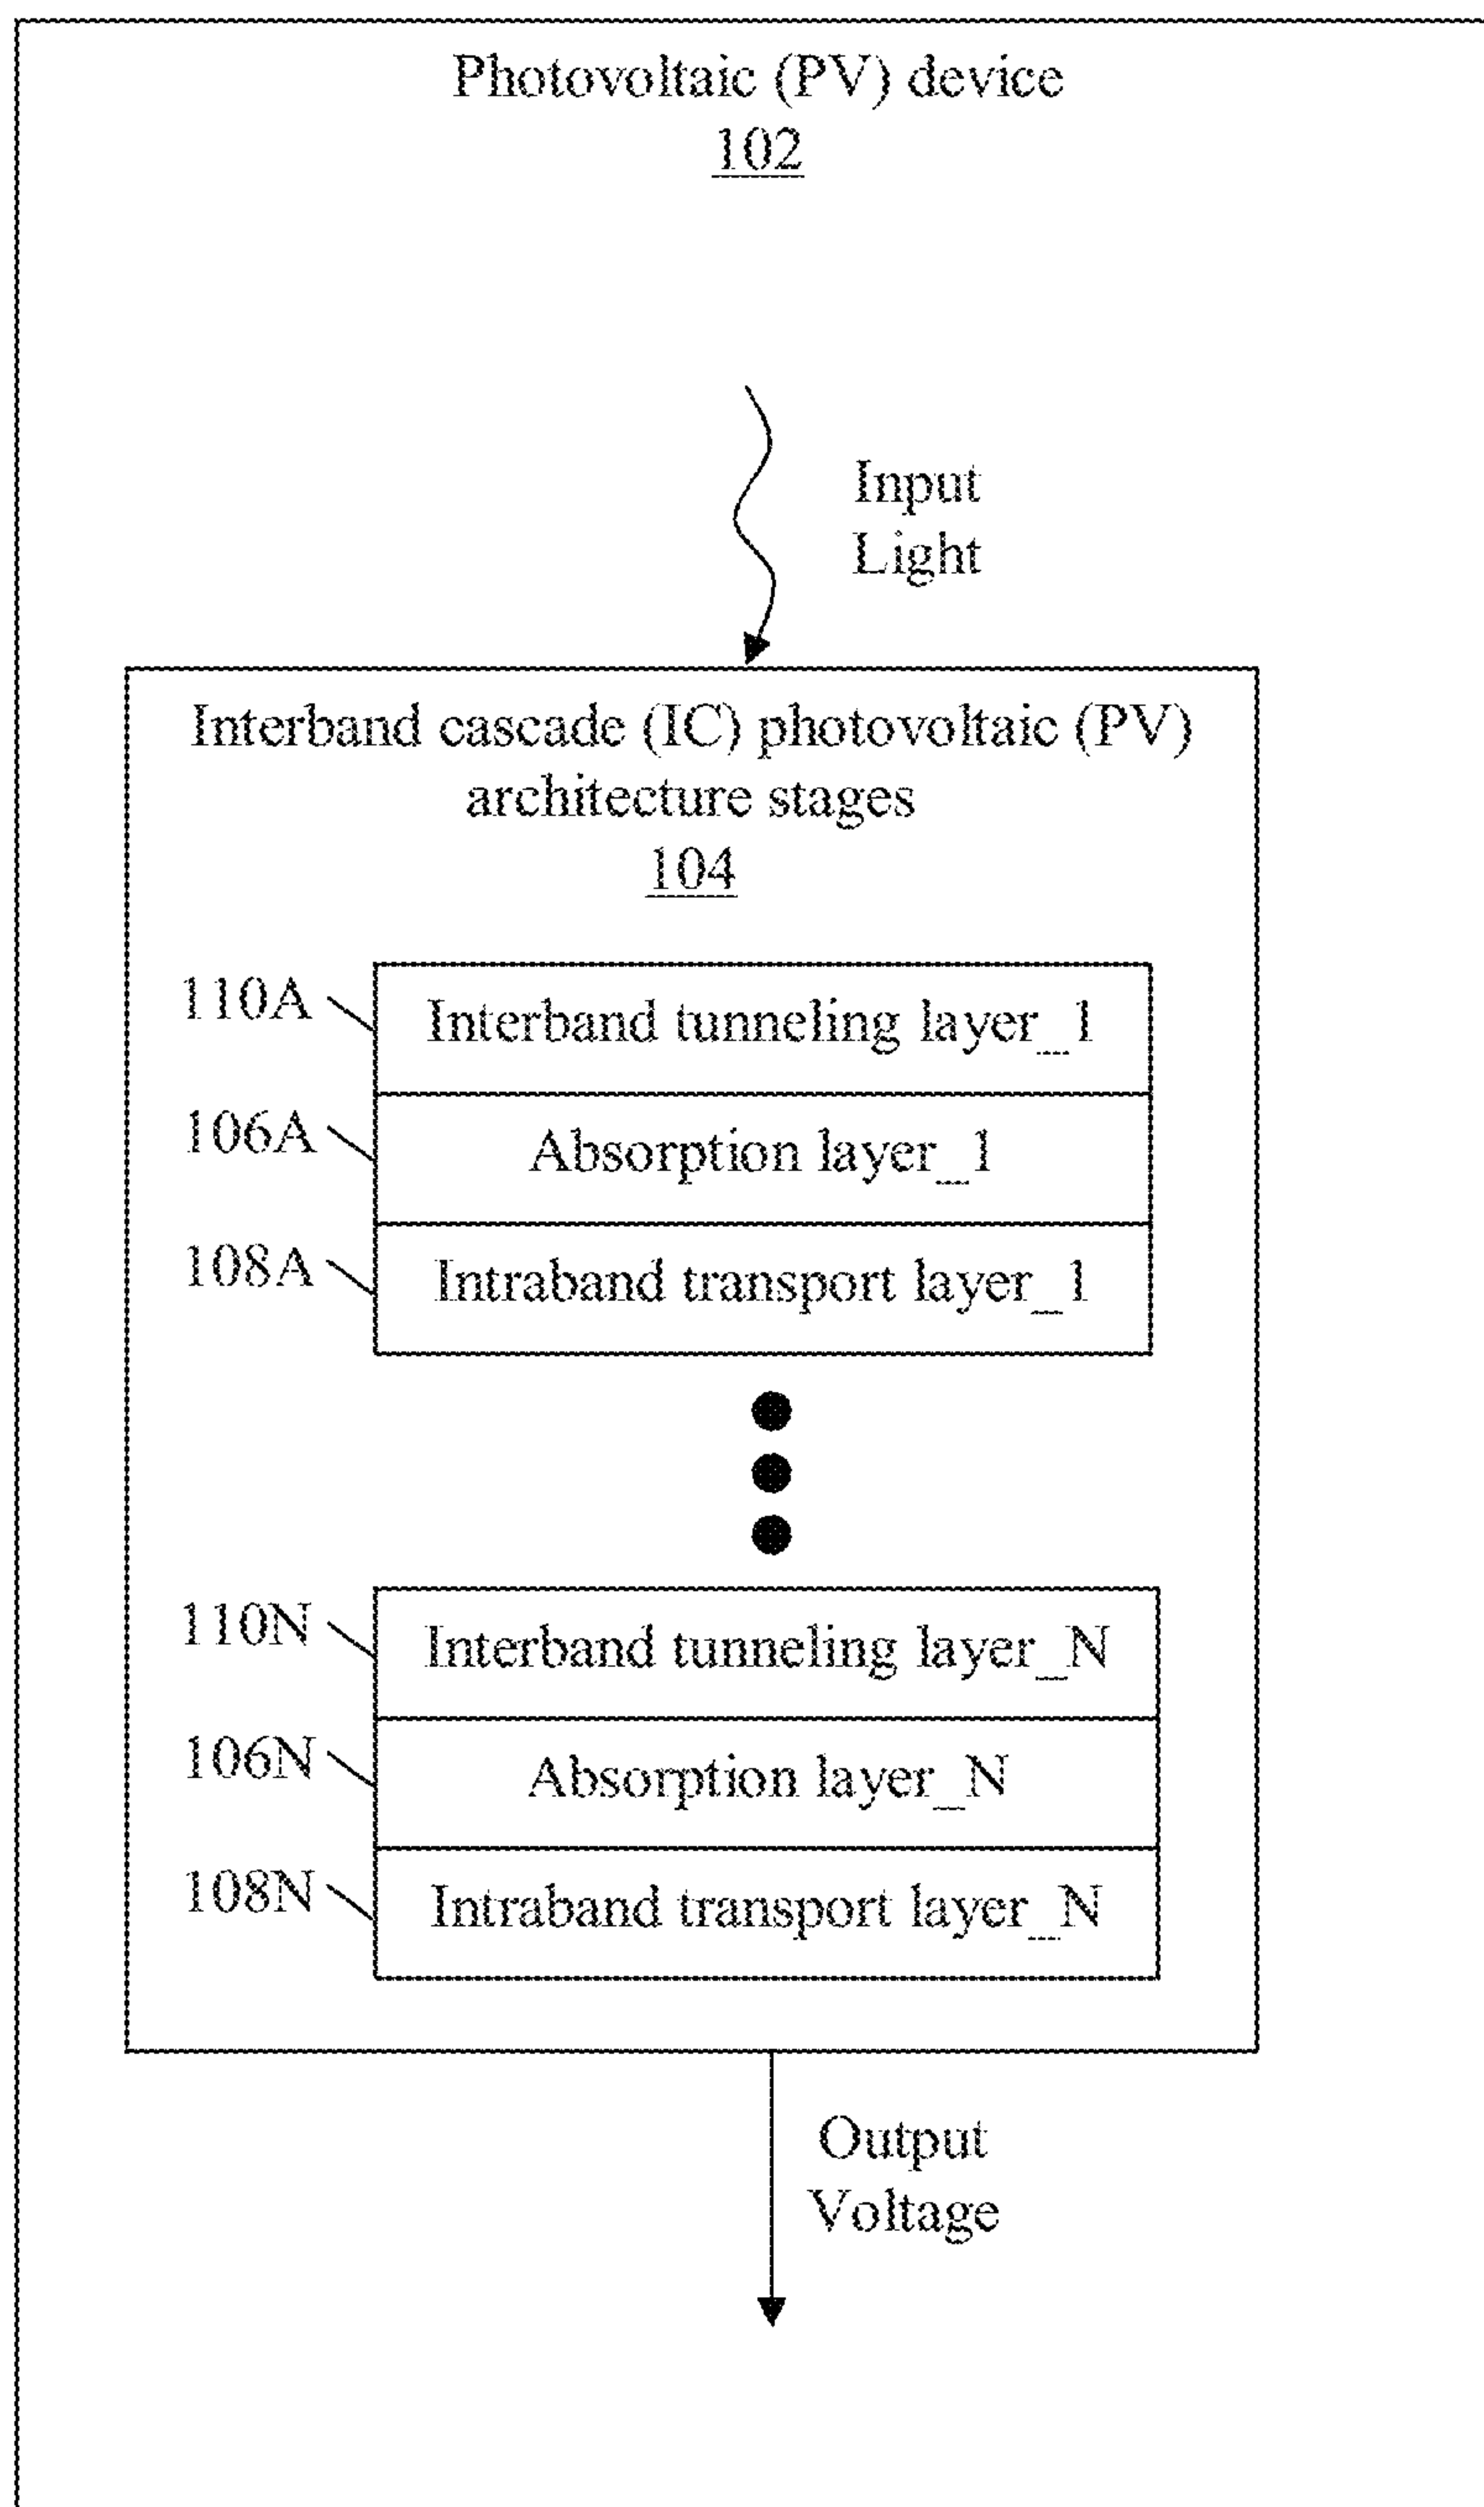 Photovoltaic (PV) device
102
Input
Light
Interband cascade (IC) photovoltaic (PV)
architecture stages
104
110A
Interband tunneling layer_1
106A
Absorption layer_1
108A
Intraband transport layer_1
110N
Interband tunneling layer_N
106N
Absorption layer_N
108N
Intraband transport layer_N
Output
Voltage